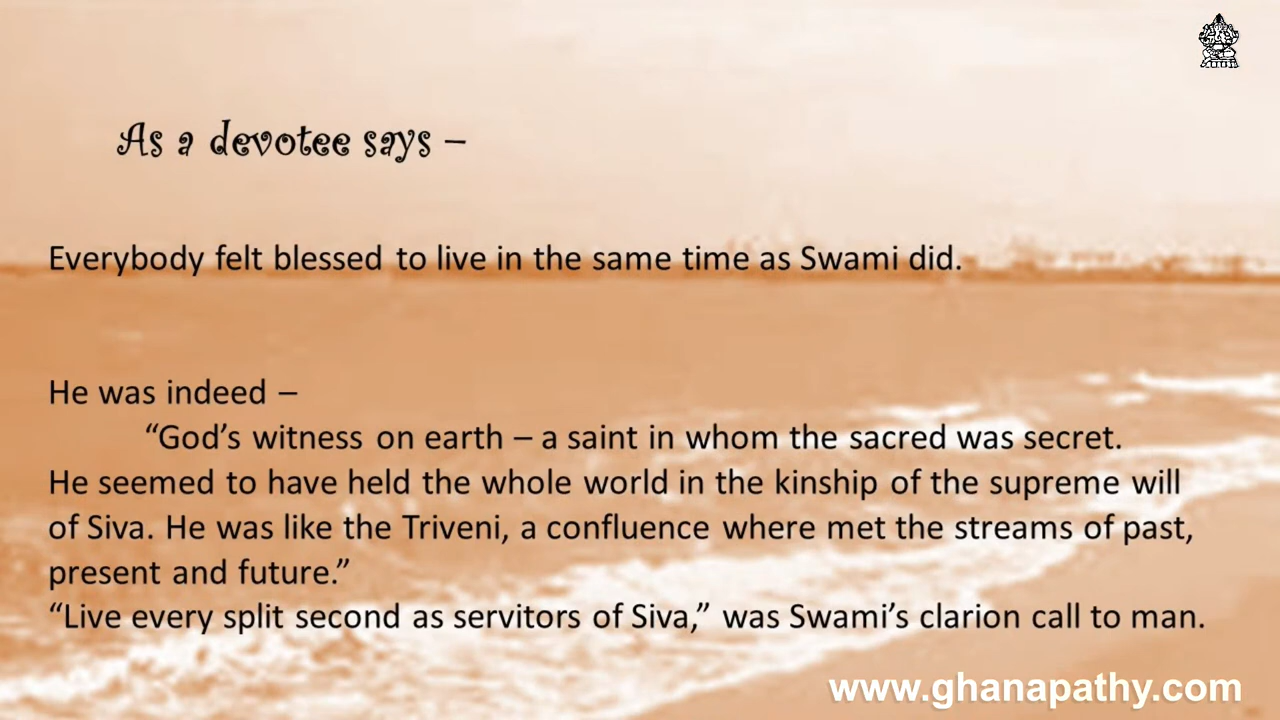 As a devotee says –
Everybody felt blessed to live in the same time as Swami did.
He was indeed –
“God’s witness on earth – a saint in whom the sacred was secret.
He seemed to have held the whole world in the kinship of the supreme will
of Siva. He was like the Triveni, a confluence where met the streams of past,
present and future.”
“Live every split second as servitors of Siva,” was Swami’s clarion call to man.
www.ghanapathy.com